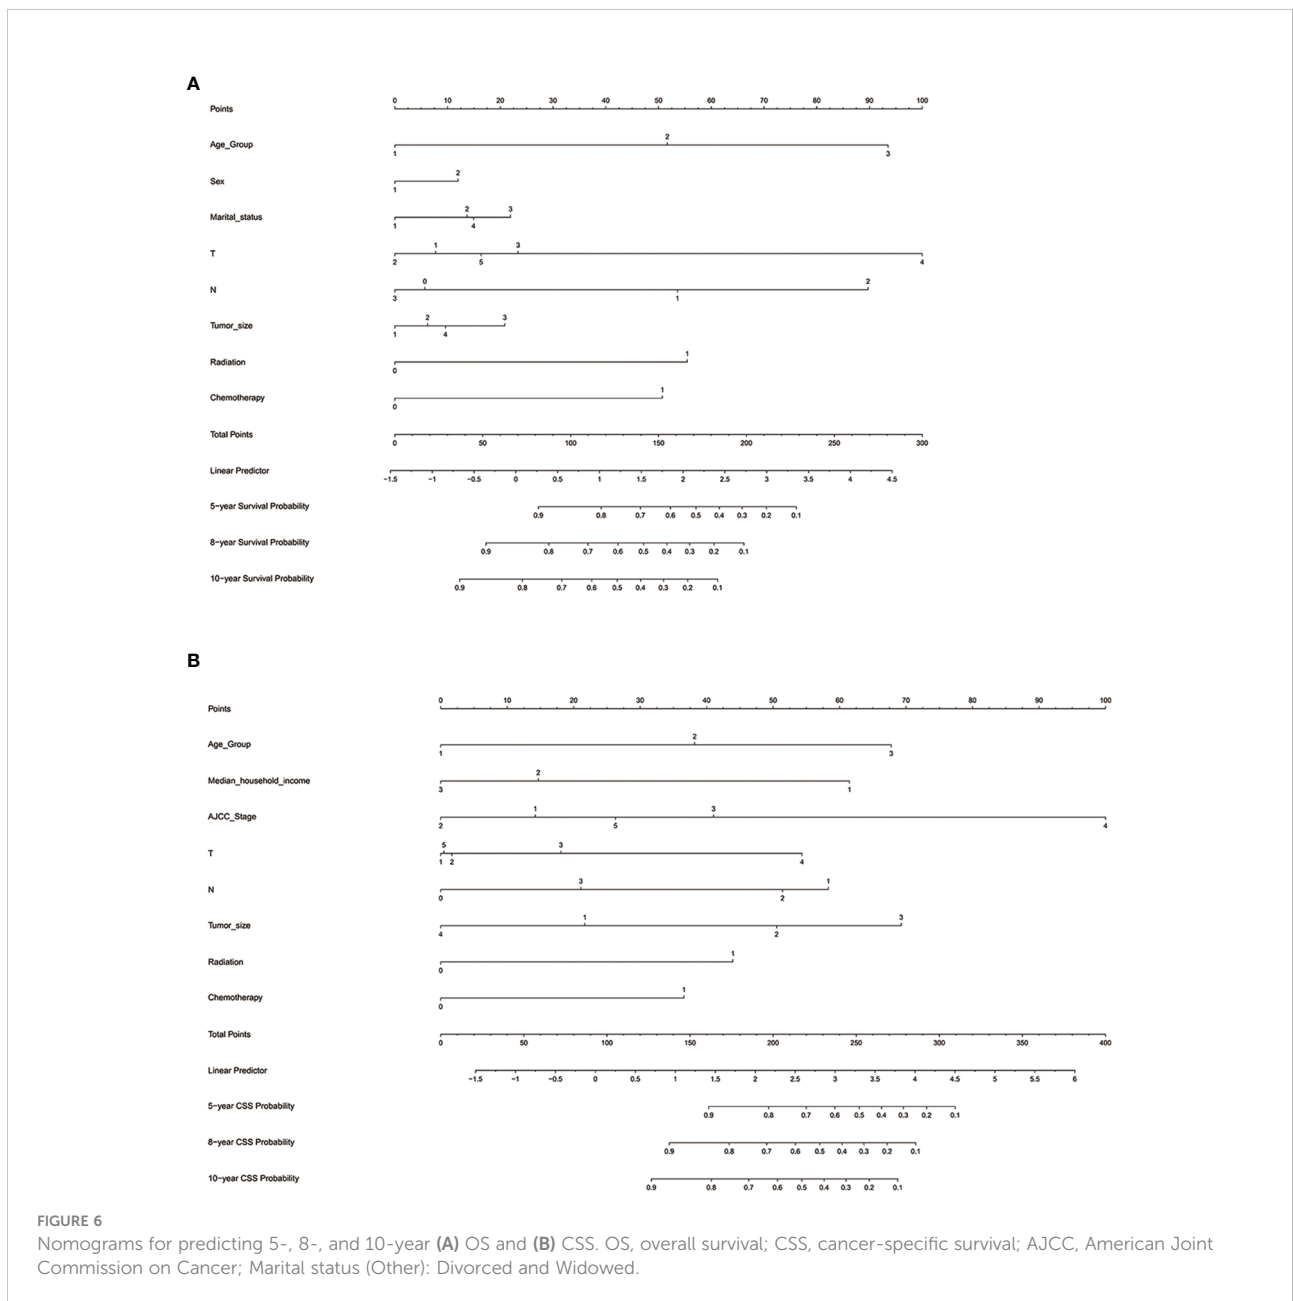 A
Points 0 10 20 30 40 50 60 70 80 90 100
Age_Group 1 2 3
Sex 1 2
Marital_status 1 2 4 3
T 2 1 5 3 4
N 3 0 1 2
Tumor_size 1 2 4 3
Radiation 0 1
Chemotherapy 0 1
Total Points 0 50 100 150 200 250 300
Linear Predictor −1.5 −1 −0.5 0 0.5 1 1.5 2 2.5 3 3.5 4 4.5
5−year Survival Probability 0.9 0.8 0.7 0.6 0.5 0.4 0.3 0.2 0.1
8−year Survival Probability 0.9 0.8 0.7 0.6 0.5 0.4 0.3 0.2 0.1
10−year Survival Probability 0.9 0.8 0.7 0.6 0.5 0.4 0.3 0.2 0.1
B
Points 0 10 20 30 40 50 60 70 80 90 100
Age_Group 1 2 3
Median_household_income 3 2 1
AJCC_Stage 2 1 5 3 4
T 1 5 2 3 4
N 0 3 2 1
Tumor_size 4 1 2 3
Radiation 0 1
Chemotherapy 0 1
Total Points 0 50 100 150 200 250 300 350 400
Linear Predictor −1.5 −1 −0.5 0 0.5 1 1.5 2 2.5 3 3.5 4 4.5 5 5.5 6
5−year CSS Probability 0.9 0.8 0.7 0.6 0.5 0.4 0.3 0.2 0.1
8−year CSS Probability 0.9 0.8 0.7 0.6 0.5 0.4 0.3 0.2 0.1
10−year CSS Probability 0.9 0.8 0.7 0.6 0.5 0.4 0.3 0.2 0.1
FIGURE 6
Nomograms for predicting 5-, 8-, and 10-year (A) OS and (B) CSS. OS, overall survival; CSS, cancer-specific survival; AJCC, American Joint
Commission on Cancer; Marital status (Other): Divorced and Widowed.